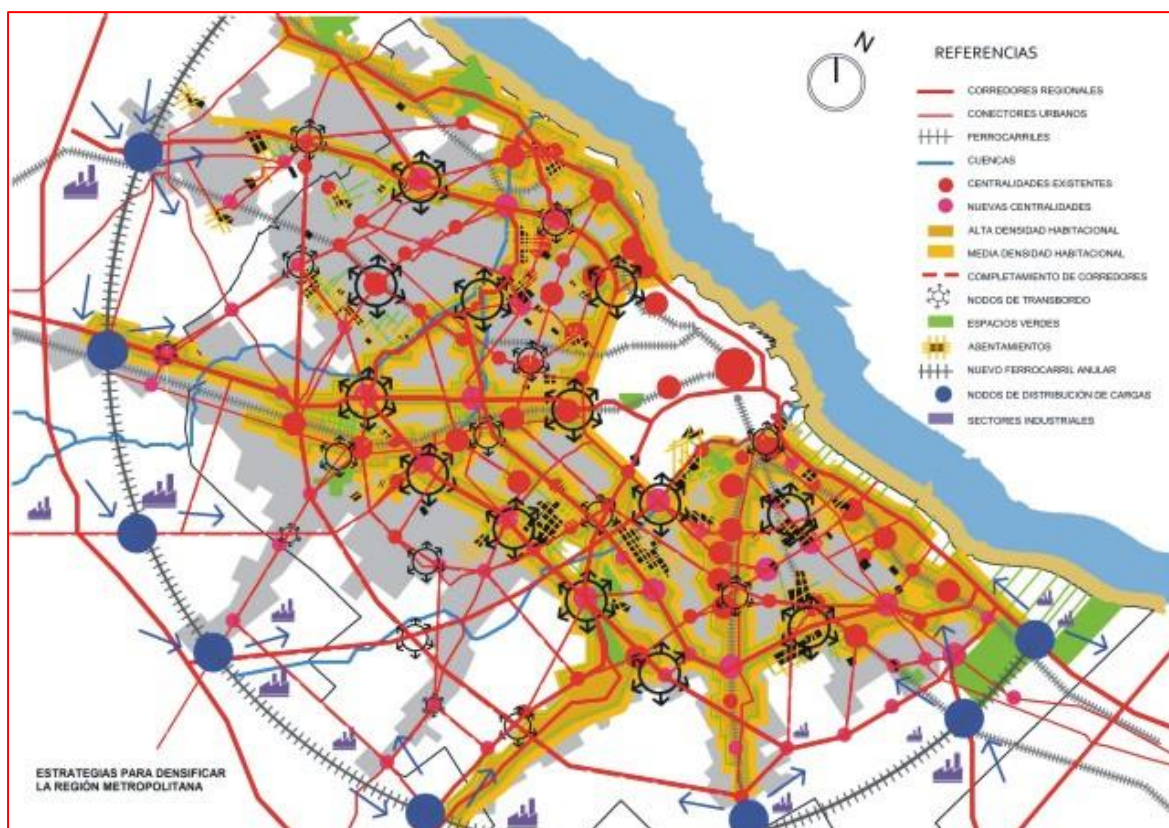 N
REFERENCIAS
CORREDORES REGIONALES
CONECTORES URBANOS
FERROCARRILES
CUENCAS
CENTRALIDADES EXISTENTES
NUEVAS CENTRALIDADES
ALTA DENSIDAD HABITACIONAL
MEDIA DENSIDAD HABITACIONAL
COMPLETAMIENTO DE CORREDORES
NODOS DE TRANSBORDO
ESPACIOS VERDES
ASENTAMIENTOS
NUEVO FERROCARRIL ANULAR
NODOS DE DISTRIBUCIÓN DE CARGAS
SECTORES INDUSTRIALES
ESTRATEGIAS PARA DENSIFICAR
LA REGIÓN METROPOLITANA